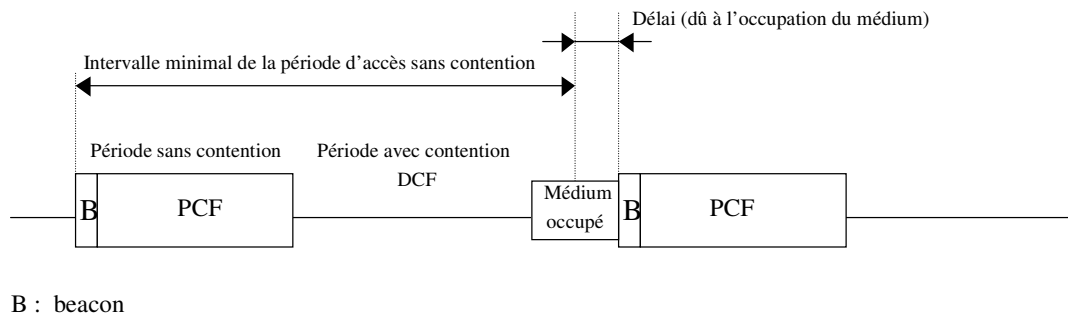 Délai (dû à l’occupation du médium)
Intervalle minimal de la période d’accès sans contention
Période sans contention
Période avec contention
DCF
B
PCF
Médium
occupé
B
PCF
B : beacon